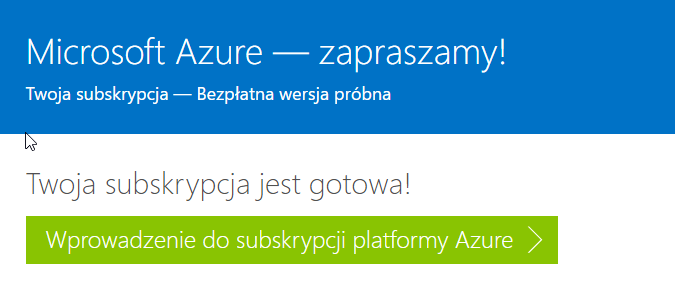 Microsoft Azure — zapraszamy!
Twoja subskrypcja — Bezpłatna wersja próbna
Twoja subskrypcja jest gotowa!
Wprowadzenie do subskrypcji platformy Azure